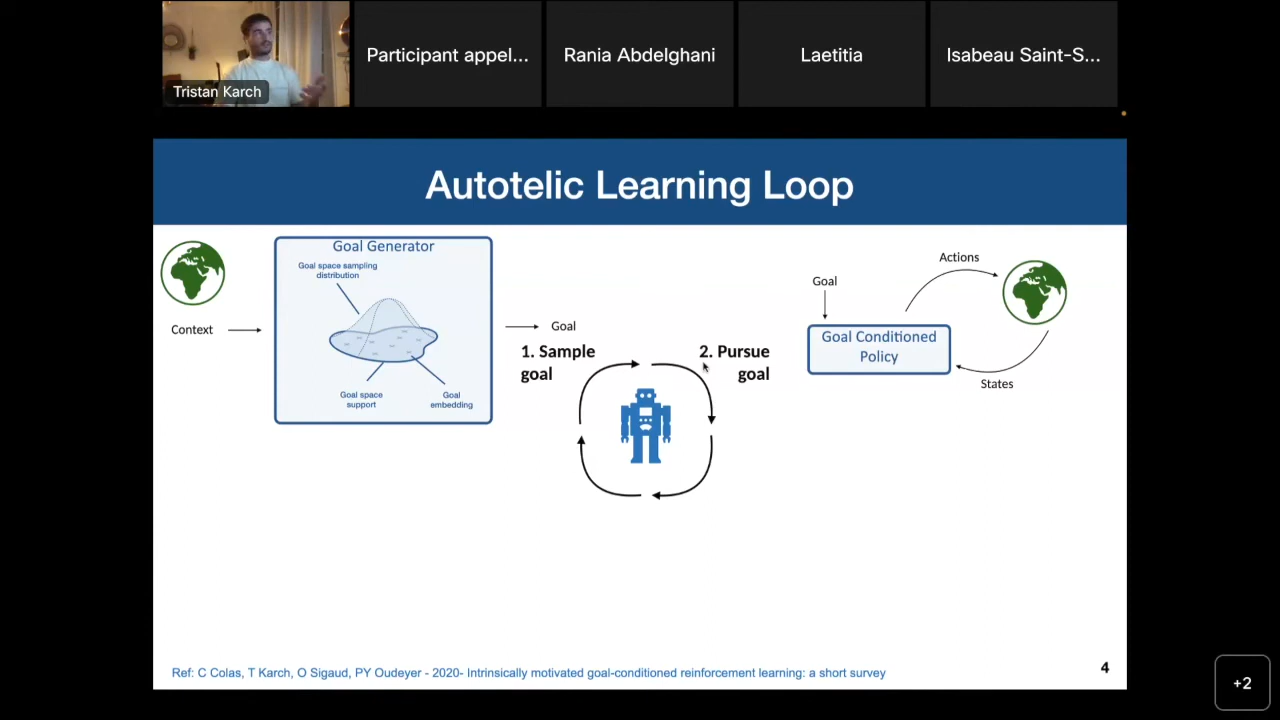 Tristan Karch
Participant appel...
Rania Abdelghani
Laetitia
Isabeau Saint-S...
Autotelic Learning Loop
Context
Goal Generator
Goal space sampling
distribution
Goal space
support
Goal
embedding
Goal
1. Sample
goal
2. Pursue
goal
Goal
Goal Conditioned
Policy
Actions
States
Ref: C Colas, T Karch, O Sigaud, PY Oudeyer - 2020- Intrinsically motivated goal-conditioned reinforcement learning: a short survey
4
+2